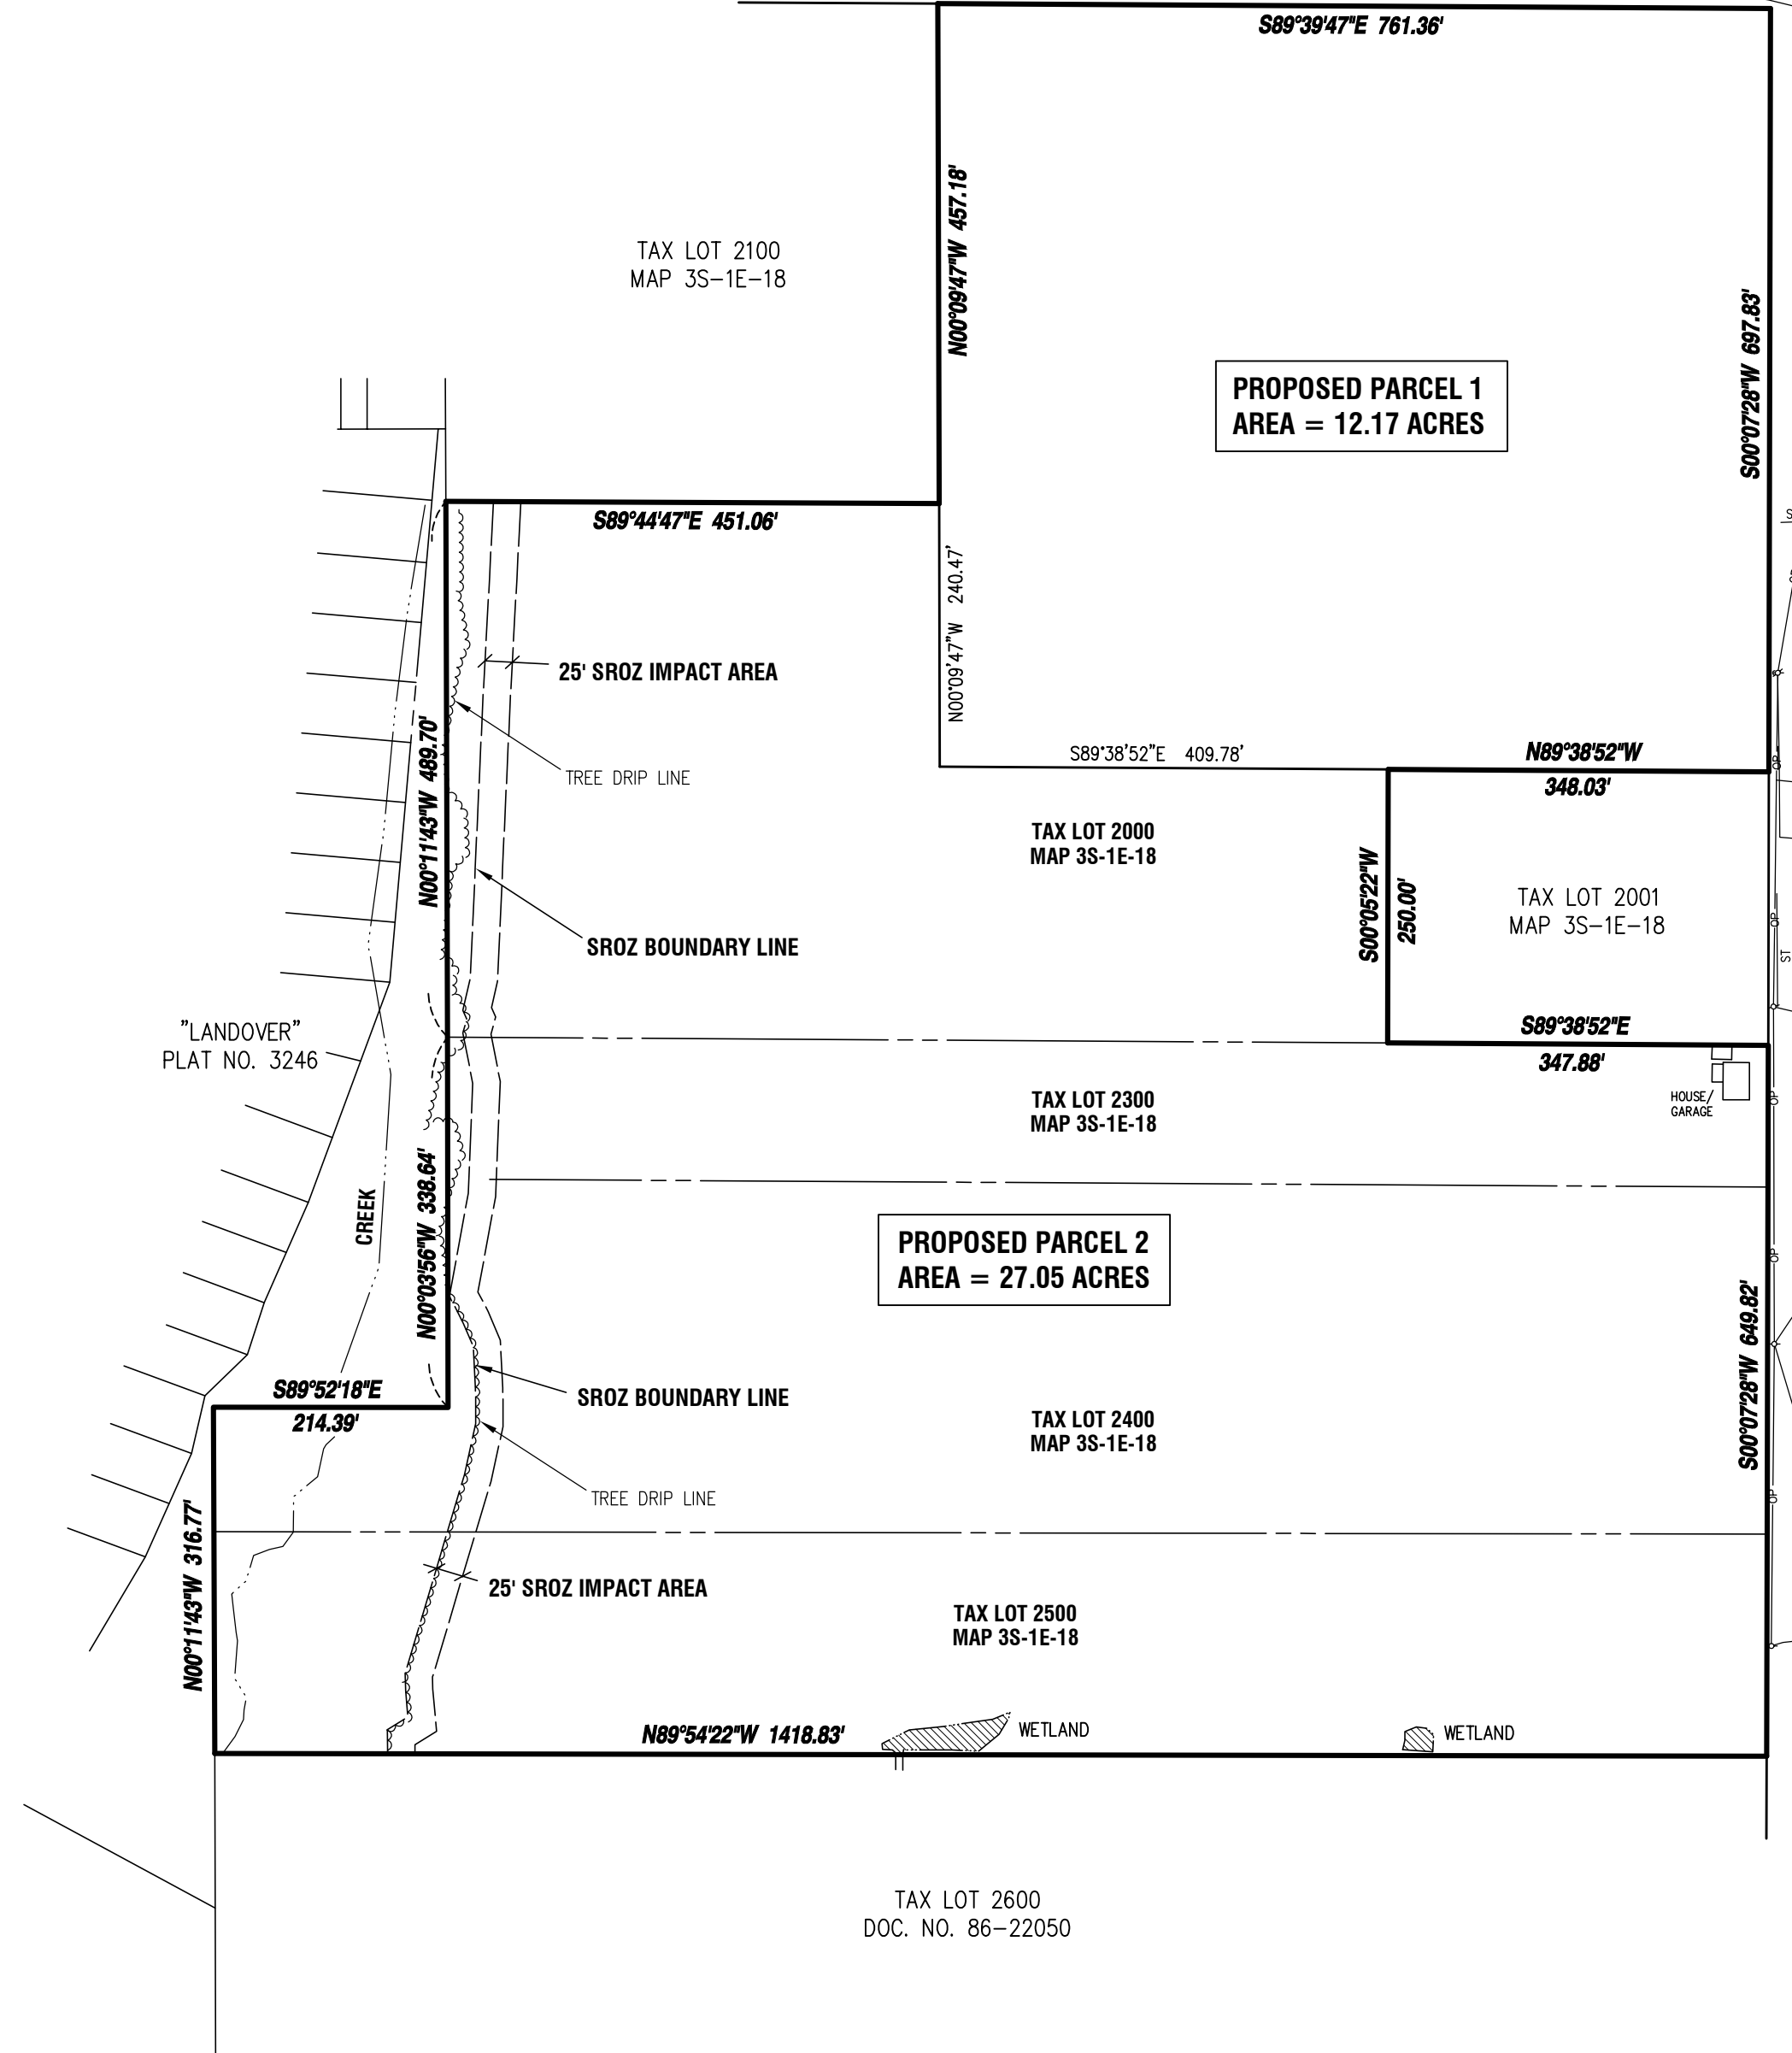 S89°39'47"E 761.36'
N00°09'47"W 457.18'
TAX LOT 2100
MAP 3S-1E-18
S00°07'28"W 697.83'
PROPOSED PARCEL 1
AREA = 12.17 ACRES
S89°44'47"E 451.06'
N00°09'47"W 240.47'
25' SROZ IMPACT AREA
N00°11'43"W 489.70'
TREE DRIP LINE
S89°38'52"E 409.78'
N89°38'52"W
348.03'
OP
TAX LOT 2000
MAP 3S-1E-18
S00°05'22"W
250.00'
TAX LOT 2001
MAP 3S-1E-18
OP
SROZ BOUNDARY LINE
ST
"LANDOVER"
PLAT NO. 3246
S89°38'52"E
347.88'
HOUSE/
GARAGE
OP
TAX LOT 2300
MAP 3S-1E-18
CREEK
N00°03'56"W 338.64'
PROPOSED PARCEL 2
AREA = 27.05 ACRES
OP
S00°07'28"W 649.82'
S89°52'18"E
214.39'
SROZ BOUNDARY LINE
TAX LOT 2400
MAP 3S-1E-18
TREE DRIP LINE
OP
N00°11'43"W 316.77'
25' SROZ IMPACT AREA
TAX LOT 2500
MAP 3S-1E-18
N89°54'22"W 1418.83'
WETLAND
WETLAND
TAX LOT 2600
DOC. NO. 86-22050